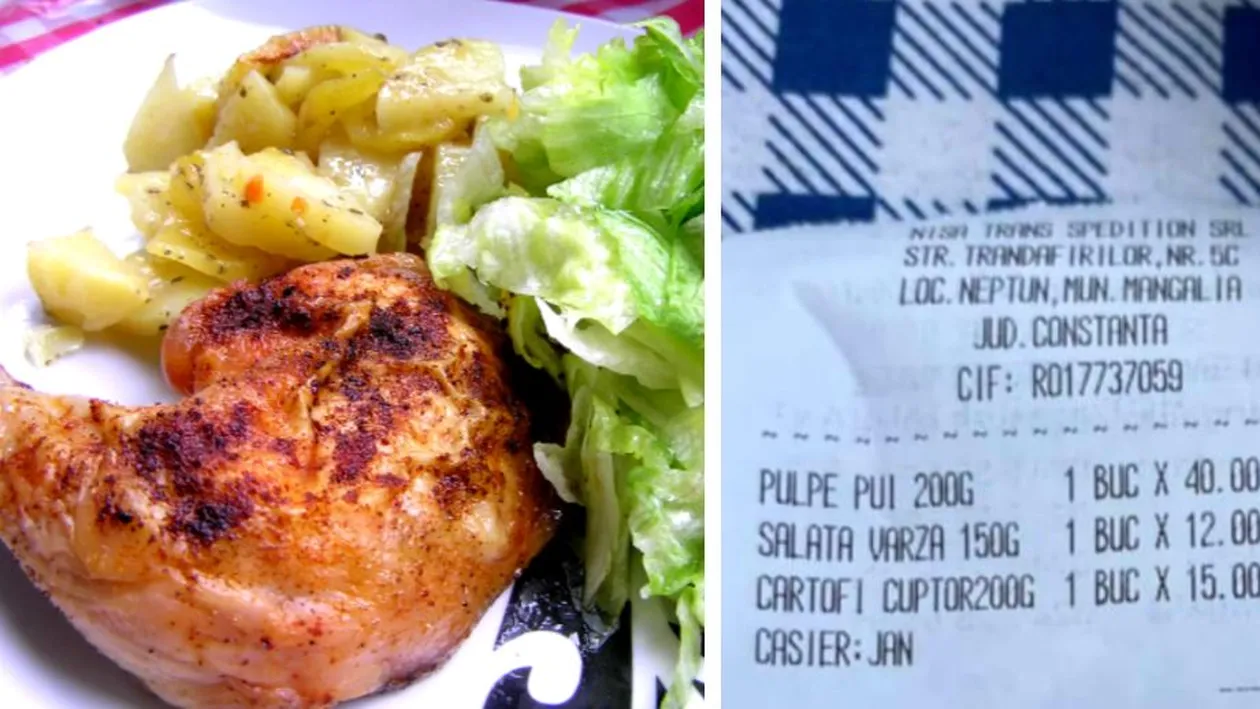 NISA TRANS SPEDITION SRL
STR. TRANDAFIRILOR, NR. 5C
LOC. NEPTUN, MUN. MANGALIA
JUD. CONSTANTA
CIF: RO17737059
~ ~ ~ ~ ~ ~ ~ ~ ~ ~ ~ ~ ~ ~ ~ ~ ~ ~
PULPE PUI 200G 1 BUC X 40.00
SALATA VARZA 150G 1 BUC X 12.00
CARTOFI CUPTOR200G 1 BUC X 15.00
CASIER: JAN